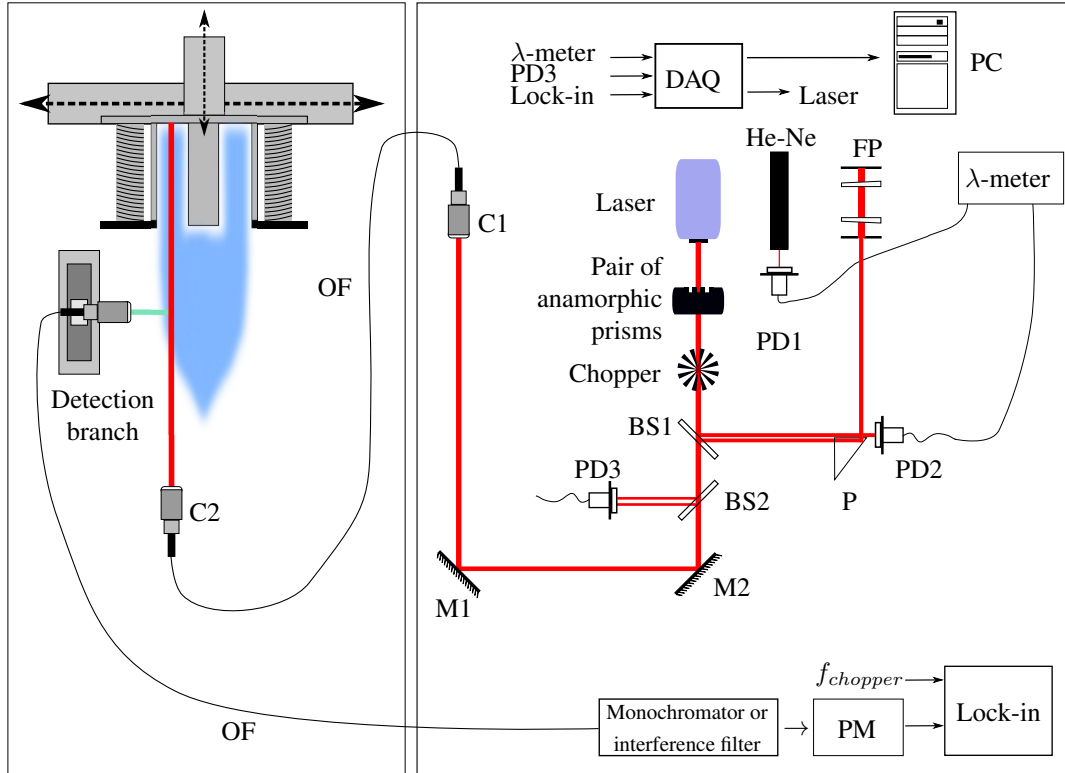 λ-meter
PD3
Lock-in
DAQ
Laser
PC
He-Ne
FP
λ-meter
Laser
C1
Pair of
anamorphic
prisms
OF
PD1
Chopper
Detection
branch
BS1
PD2
PD3
BS2
P
C2
M1
M2
f_chopper
Monochromator or
interference filter
PM
Lock-in
OF